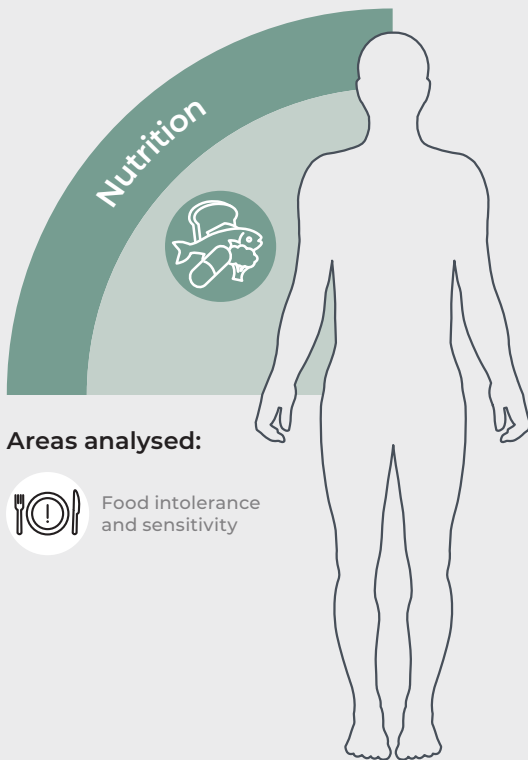 Nutrition
Areas analysed:
Food intolerance
and sensitivity